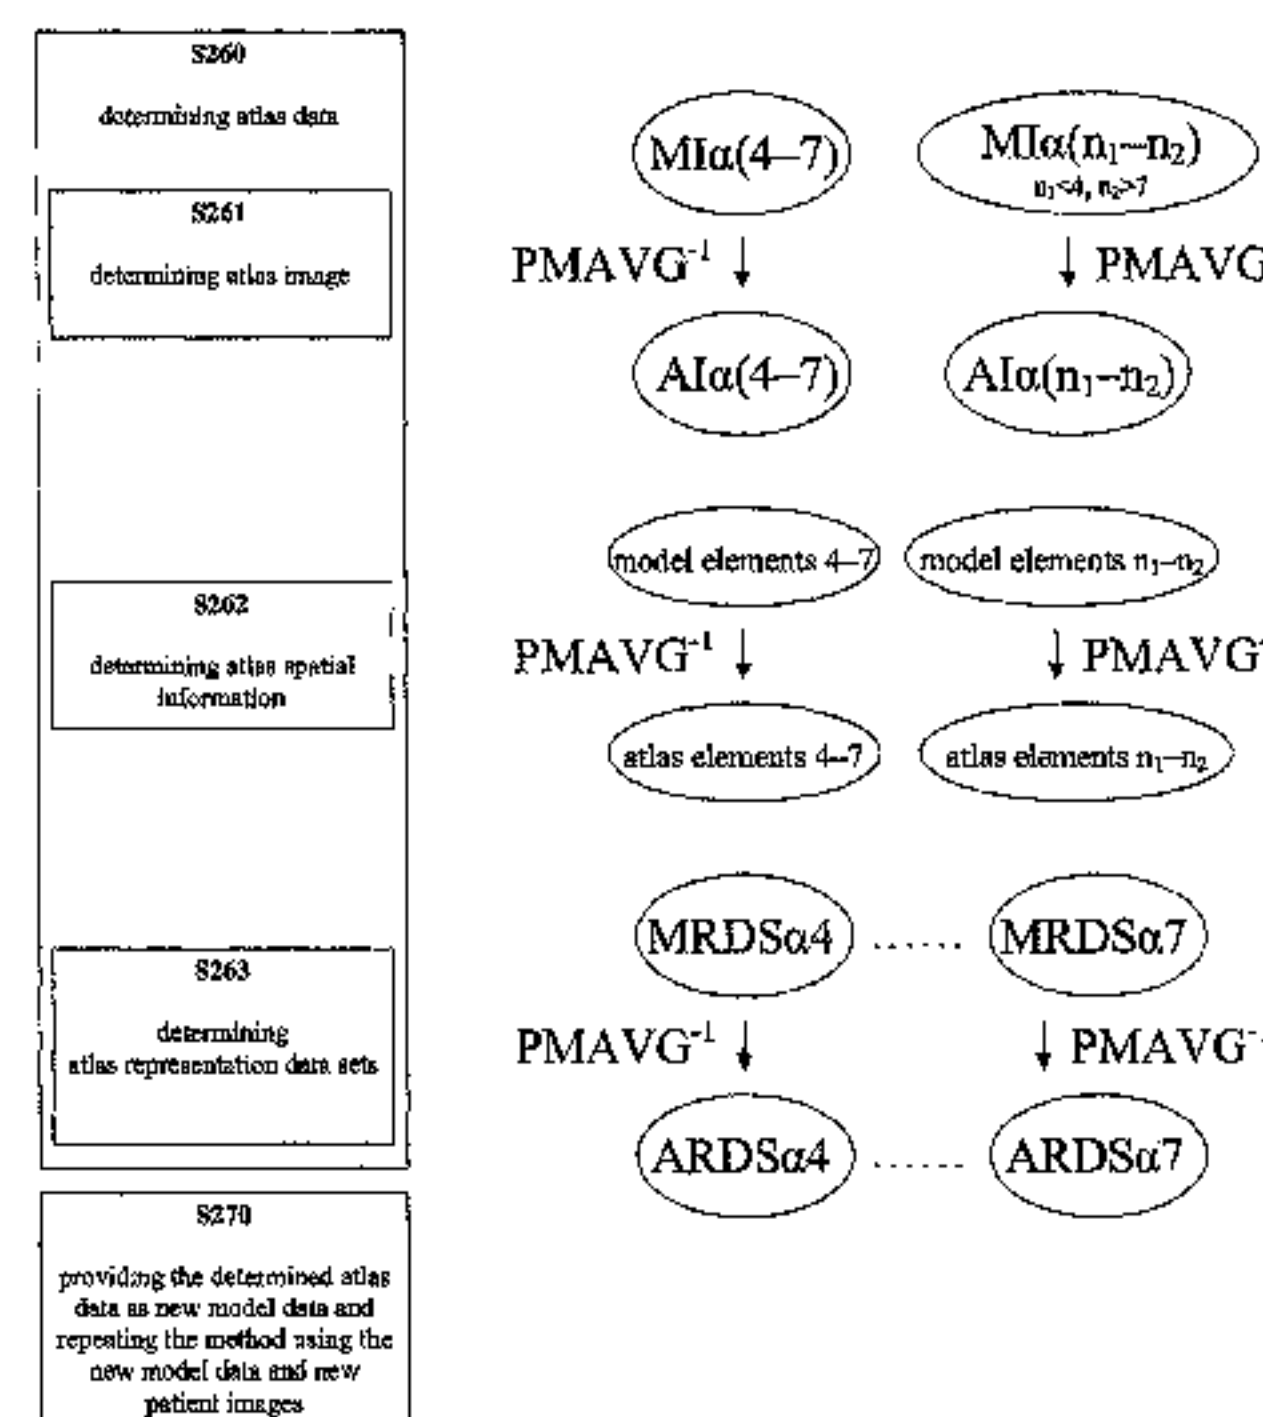 S260
determining atlas data
S261
determining atlas image
S262
determining atlas spatial
information
S263
determining
atlas representation data sets
S270
providing the determined atlas
data as new model data and
repeating the method using the
new model data and new
patient images
MIα(4–7)
MIα(n₁–n₂)
n₁<4, n₂>7
PMAVG⁻¹
PMAVG
AIα(4–7)
AIα(n₁–n₂)
model elements 4–7
model elements n₁–n₂
PMAVG⁻¹
PMAVG⁻
atlas elements 4–7
atlas elements n₁–n₂
MRDSα4 ...... MRDSα7
PMAVG⁻¹
PMAVG⁻
ARDSα4 ...... ARDSα7